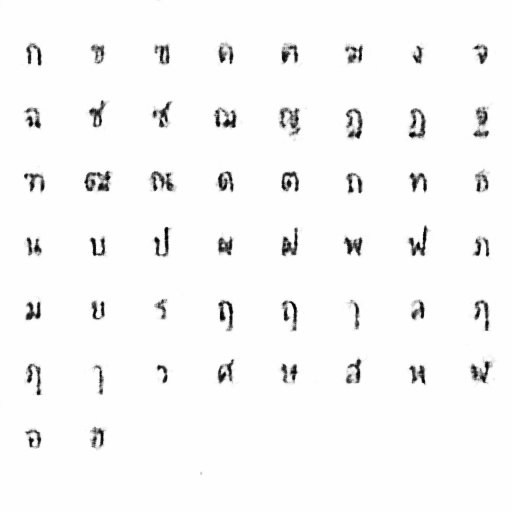 ก ข ฃ ค ฅ ฆ ง จ
ฉ ช ซ ฌ ญ ฎ ฏ ฐ
ฑ ฒ ณ ด ต ถ ท ธ
น บ ป ผ ฝ พ ฟ ภ
ม ย ร ฤ ฤ ๅ ล ฦ
ฦ ๅ ว ศ ษ ส ห ฬ
อ ฮ